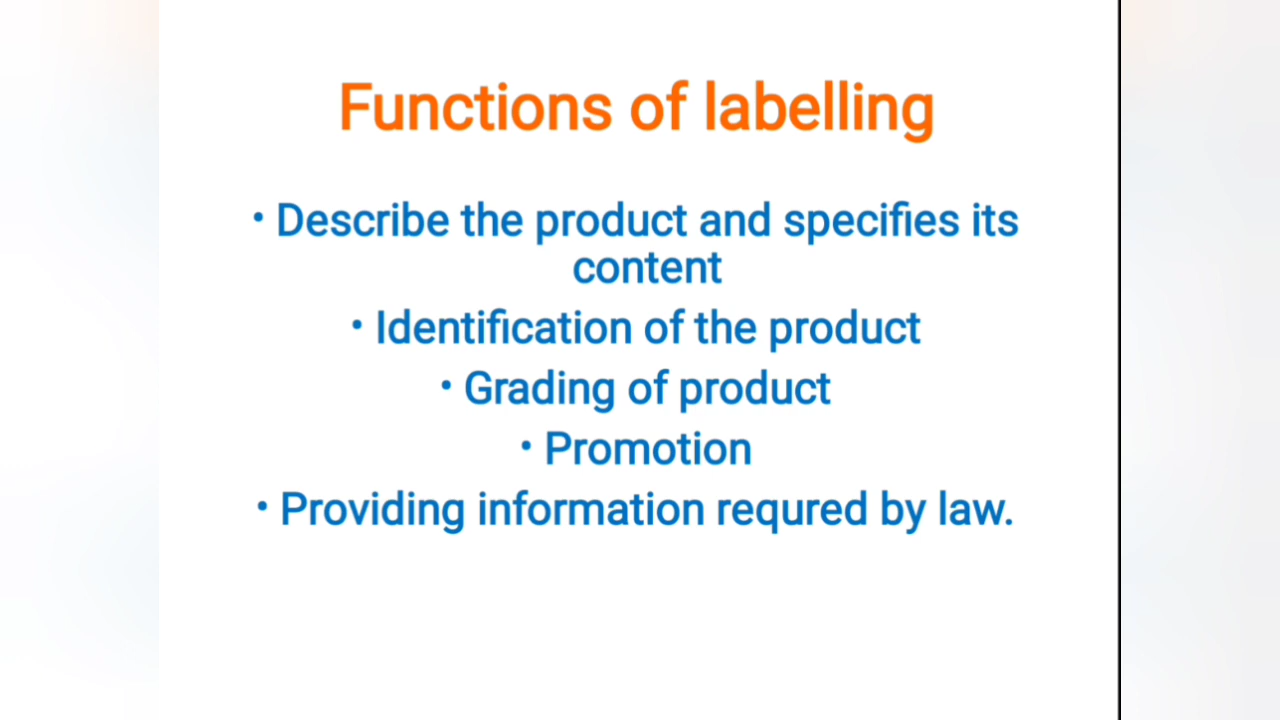 Functions of labelling
• Describe the product and specifies its
content
• Identification of the product
• Grading of product
• Promotion
• Providing information requred by law.